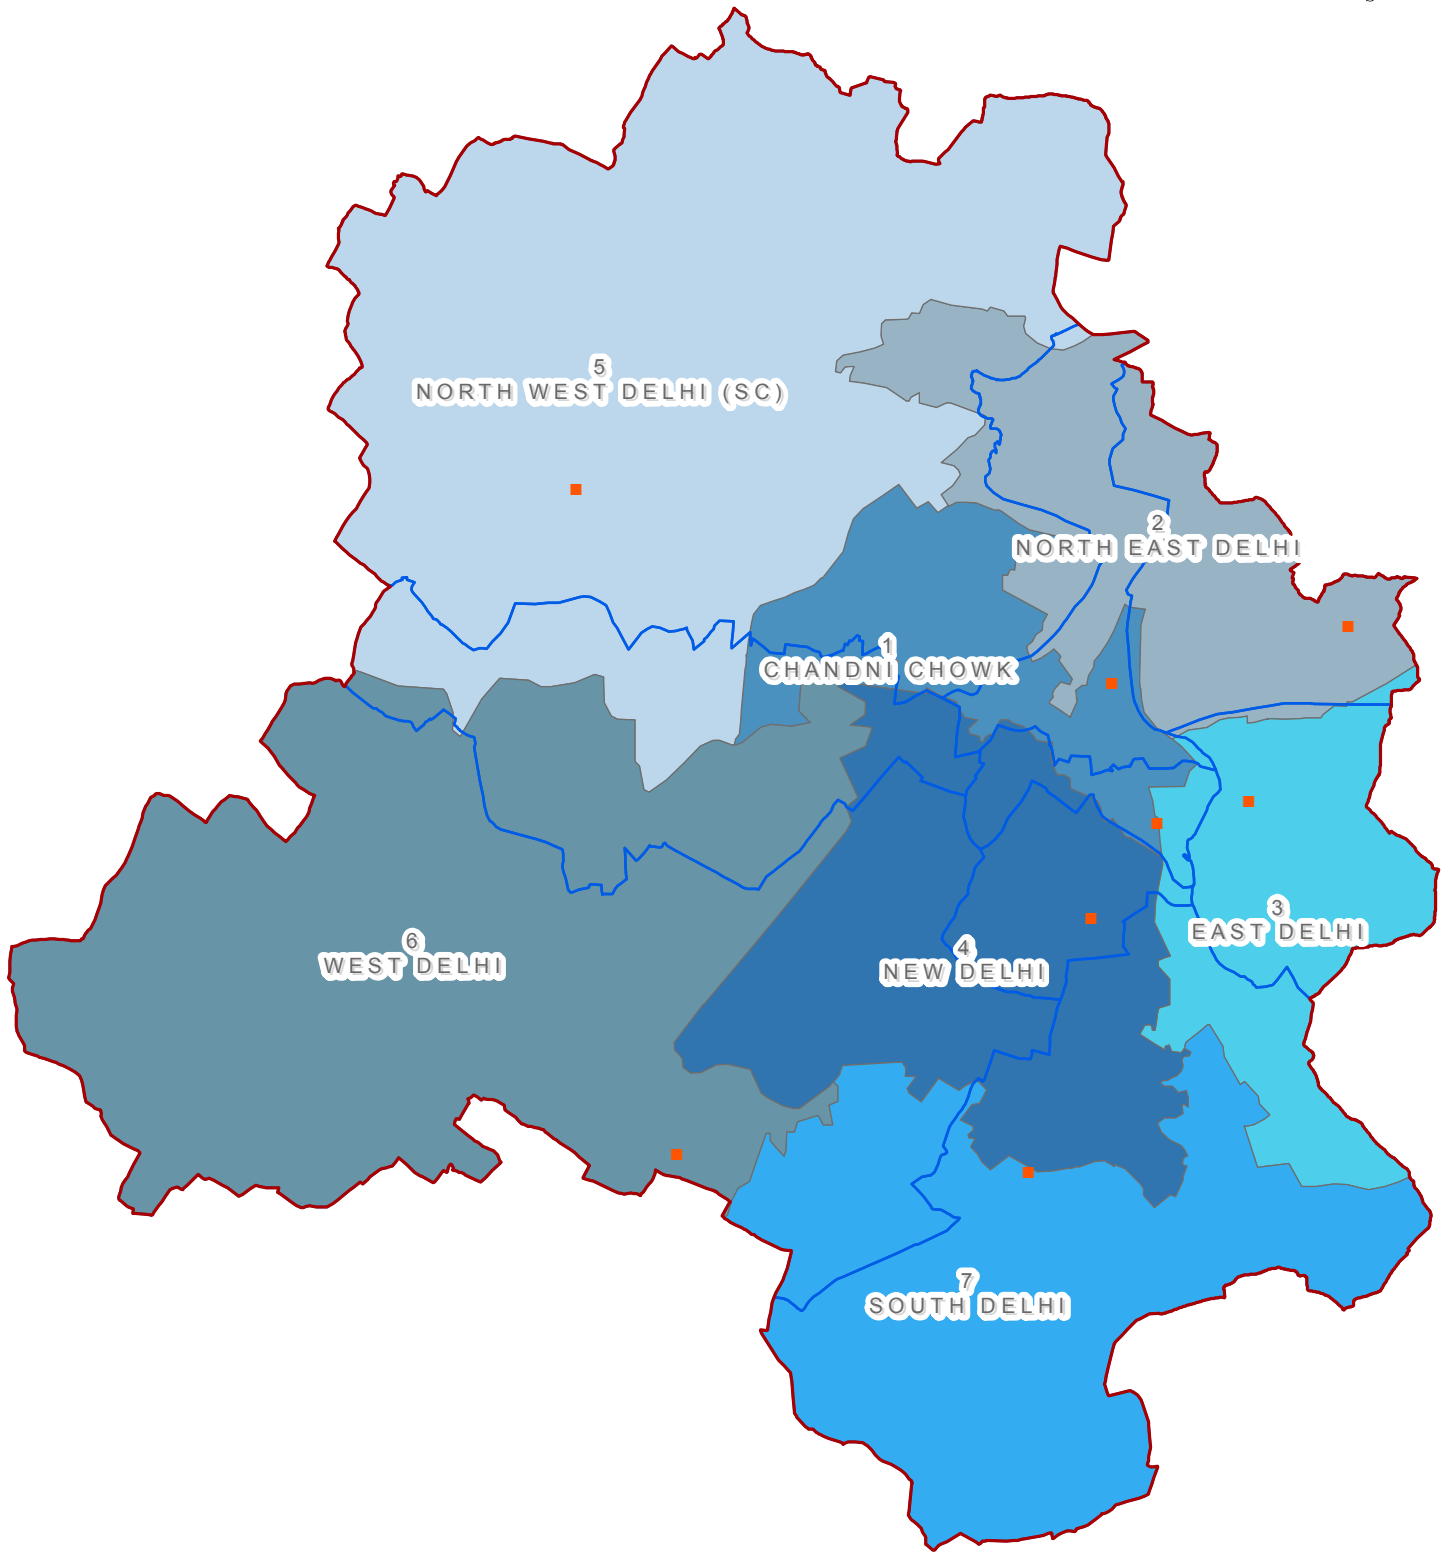 5
NORTH WEST DELHI (SC)
2
NORTH EAST DELHI
1
CHANDNI CHOWK
3
EAST DELHI
6
WEST DELHI
4
NEW DELHI
7
SOUTH DELHI